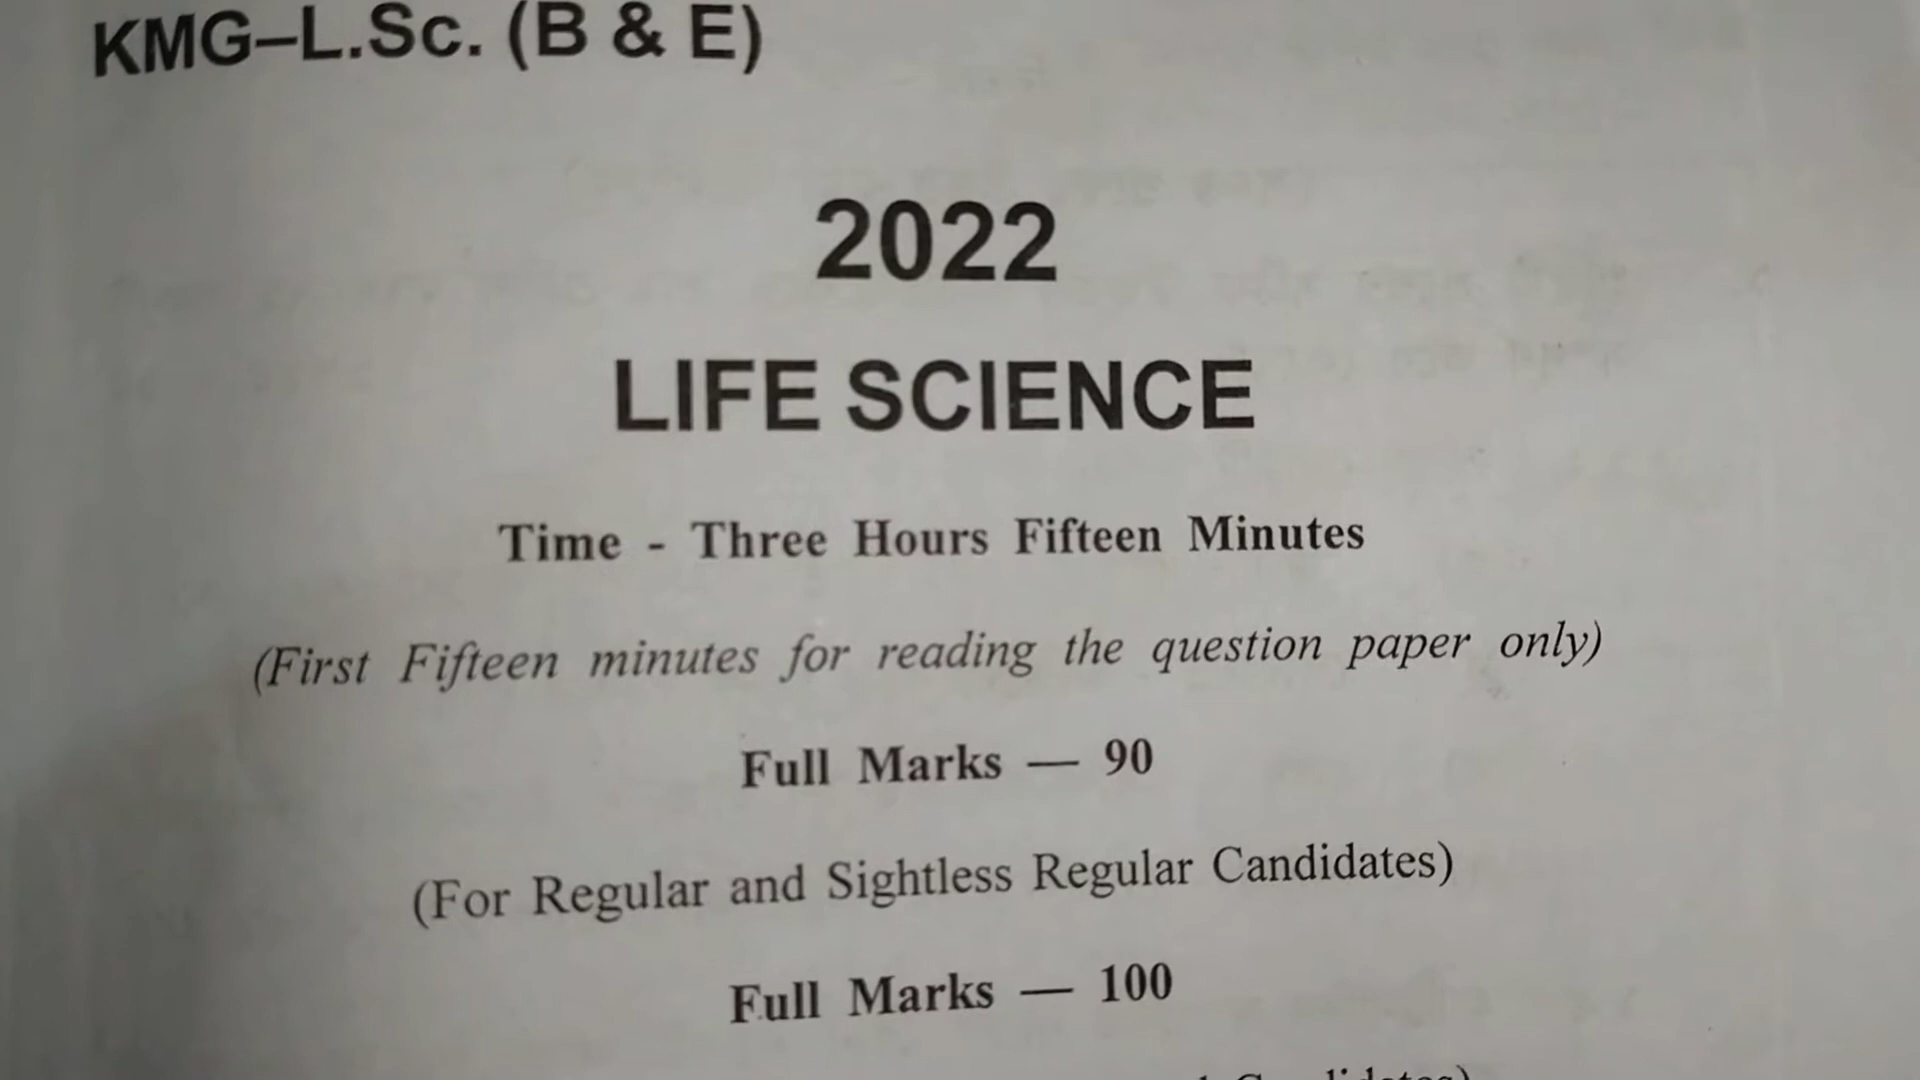 KMG–L.Sc. (B & E)
2022
LIFE SCIENCE
Time - Three Hours Fifteen Minutes
(First Fifteen minutes for reading the question paper only)
Full Marks — 90
(For Regular and Sightless Regular Candidates)
Full Marks — 100